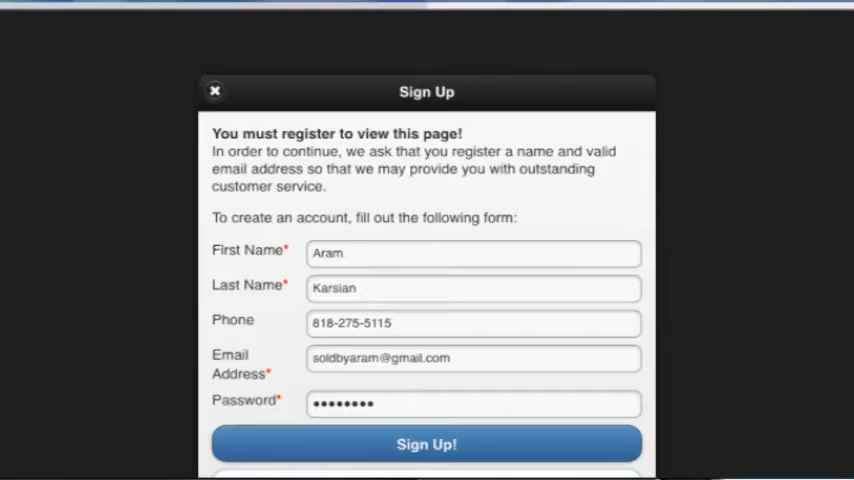 Sign Up
You must register to view this page!
In order to continue, we ask that you register a name and valid
email address so that we may provide you with outstanding
customer service.
To create an account, fill out the following form:
First Name* Aram
Last Name* Karsian
Phone 818-275-5115
Email
Address* soldbyaram@gmail.com
Password* ••••••••
Sign Up!